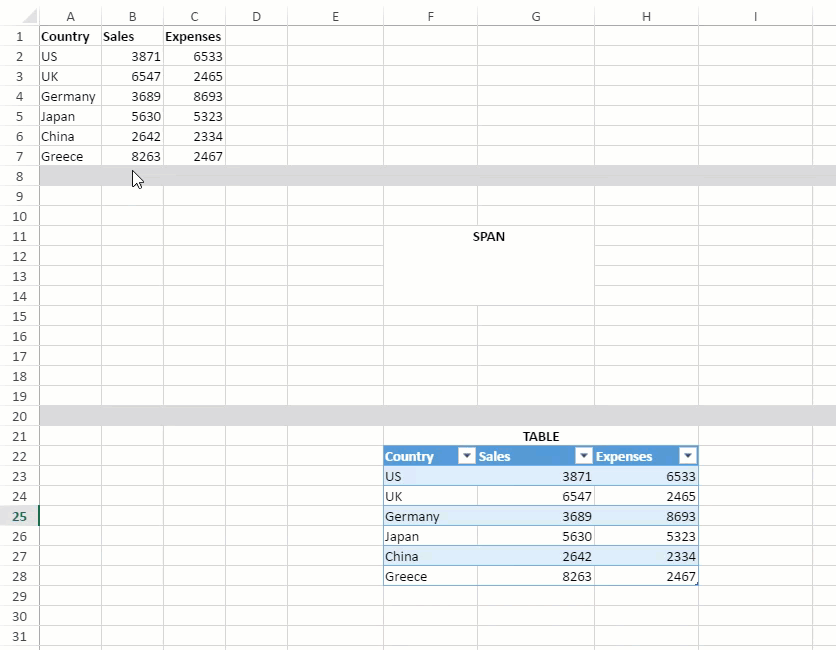 A B C D E F G H I
1 Country Sales Expenses
2 US 3871 6533
3 UK 6547 2465
4 Germany 3689 8693
5 Japan 5630 5323
6 China 2642 2334
7 Greece 8263 2467
8
9
10
11 SPAN
12
13
14
15
16
17
18
19
20
21 TABLE
22 Country Sales Expenses
23 US 3871 6533
24 UK 6547 2465
25 Germany 3689 8693
26 Japan 5630 5323
27 China 2642 2334
28 Greece 8263 2467
29
30
31